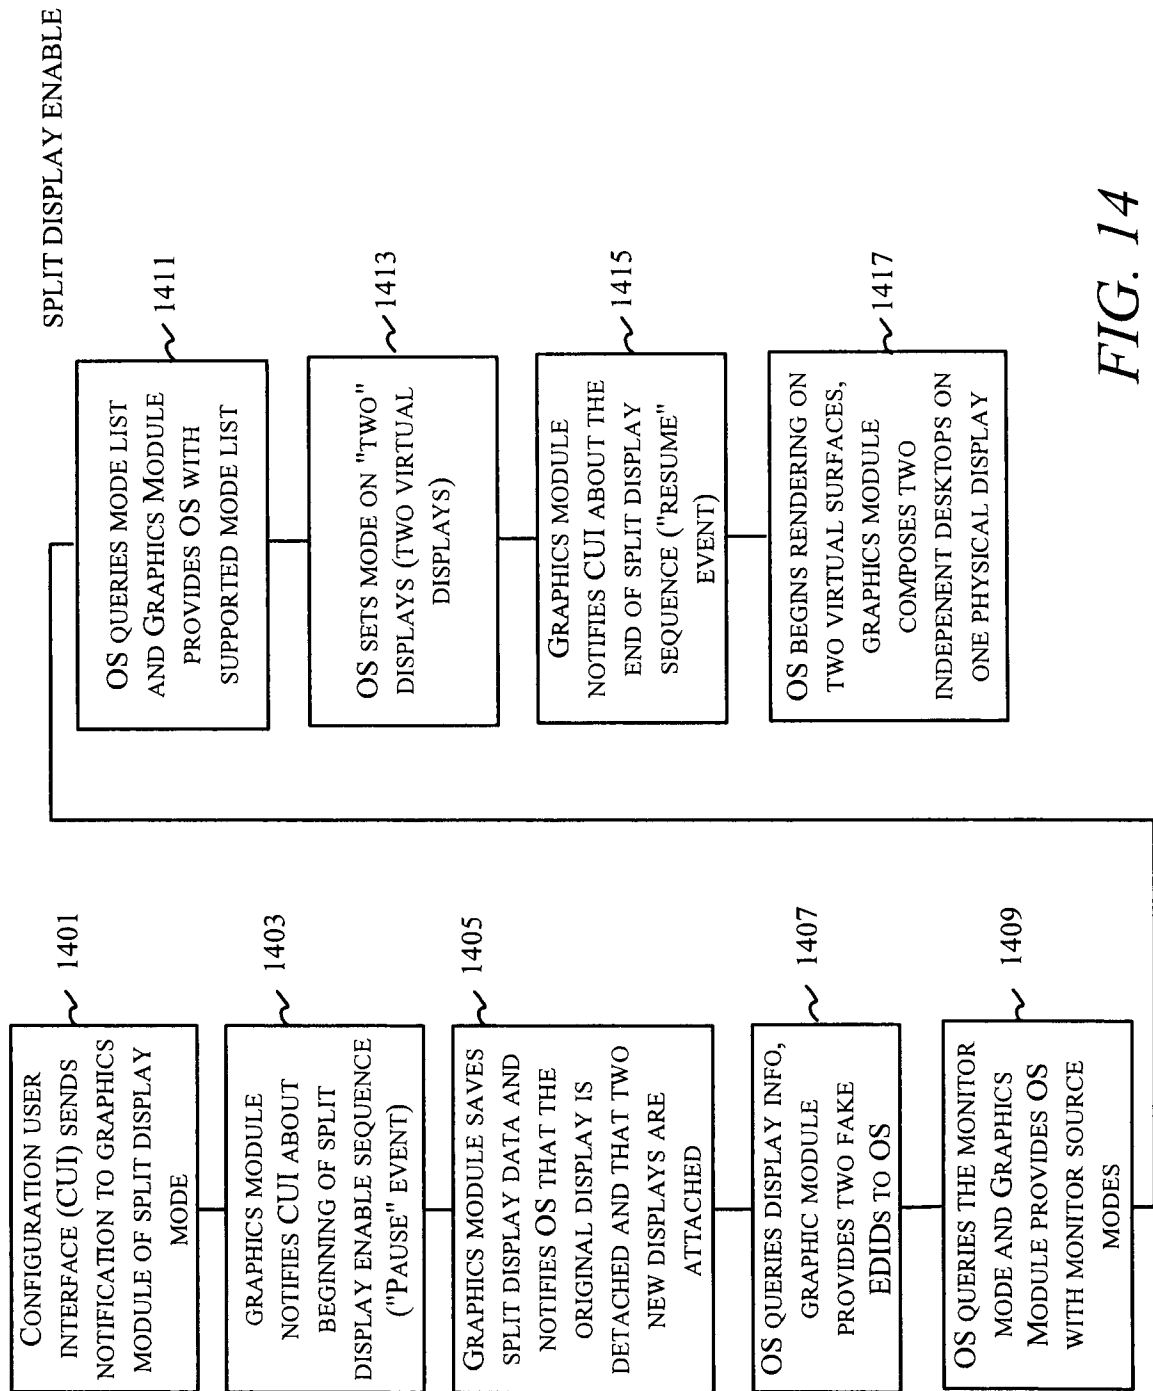 SPLIT DISPLAY ENABLE
CONFIGURATION USER
INTERFACE (CUI) SENDS
NOTIFICATION TO GRAPHICS
MODULE OF SPLIT DISPLAY
MODE
1401
GRAPHICS MODULE
NOTIFIES CUI ABOUT
BEGINNING OF SPLIT
DISPLAY ENABLE SEQUENCE
("PAUSE" EVENT)
1403
GRAPHICS MODULE SAVES
SPLIT DISPLAY DATA AND
NOTIFIES OS THAT THE
ORIGINAL DISPLAY IS
DETACHED AND THAT TWO
NEW DISPLAYS ARE
ATTACHED
1405
OS QUERIES DISPLAY INFO,
GRAPHIC MODULE
PROVIDES TWO FAKE
EDIDS TO OS
1407
OS QUERIES THE MONITOR
MODE AND GRAPHICS
MODULE PROVIDES OS
WITH MONITOR SOURCE
MODES
1409
OS QUERIES MODE LIST
AND GRAPHICS MODULE
PROVIDES OS WITH
SUPPORTED MODE LIST
1411
OS SETS MODE ON "TWO"
DISPLAYS (TWO VIRTUAL
DISPLAYS)
1413
GRAPHICS MODULE
NOTIFIES CUI ABOUT THE
END OF SPLIT DISPLAY
SEQUENCE ("RESUME"
EVENT)
1415
OS BEGINS RENDERING ON
TWO VIRTUAL SURFACES,
GRAPHICS MODULE
COMPOSES TWO
INDEPENENT DESKTOPS ON
ONE PHYSICAL DISPLAY
1417
FIG. 14